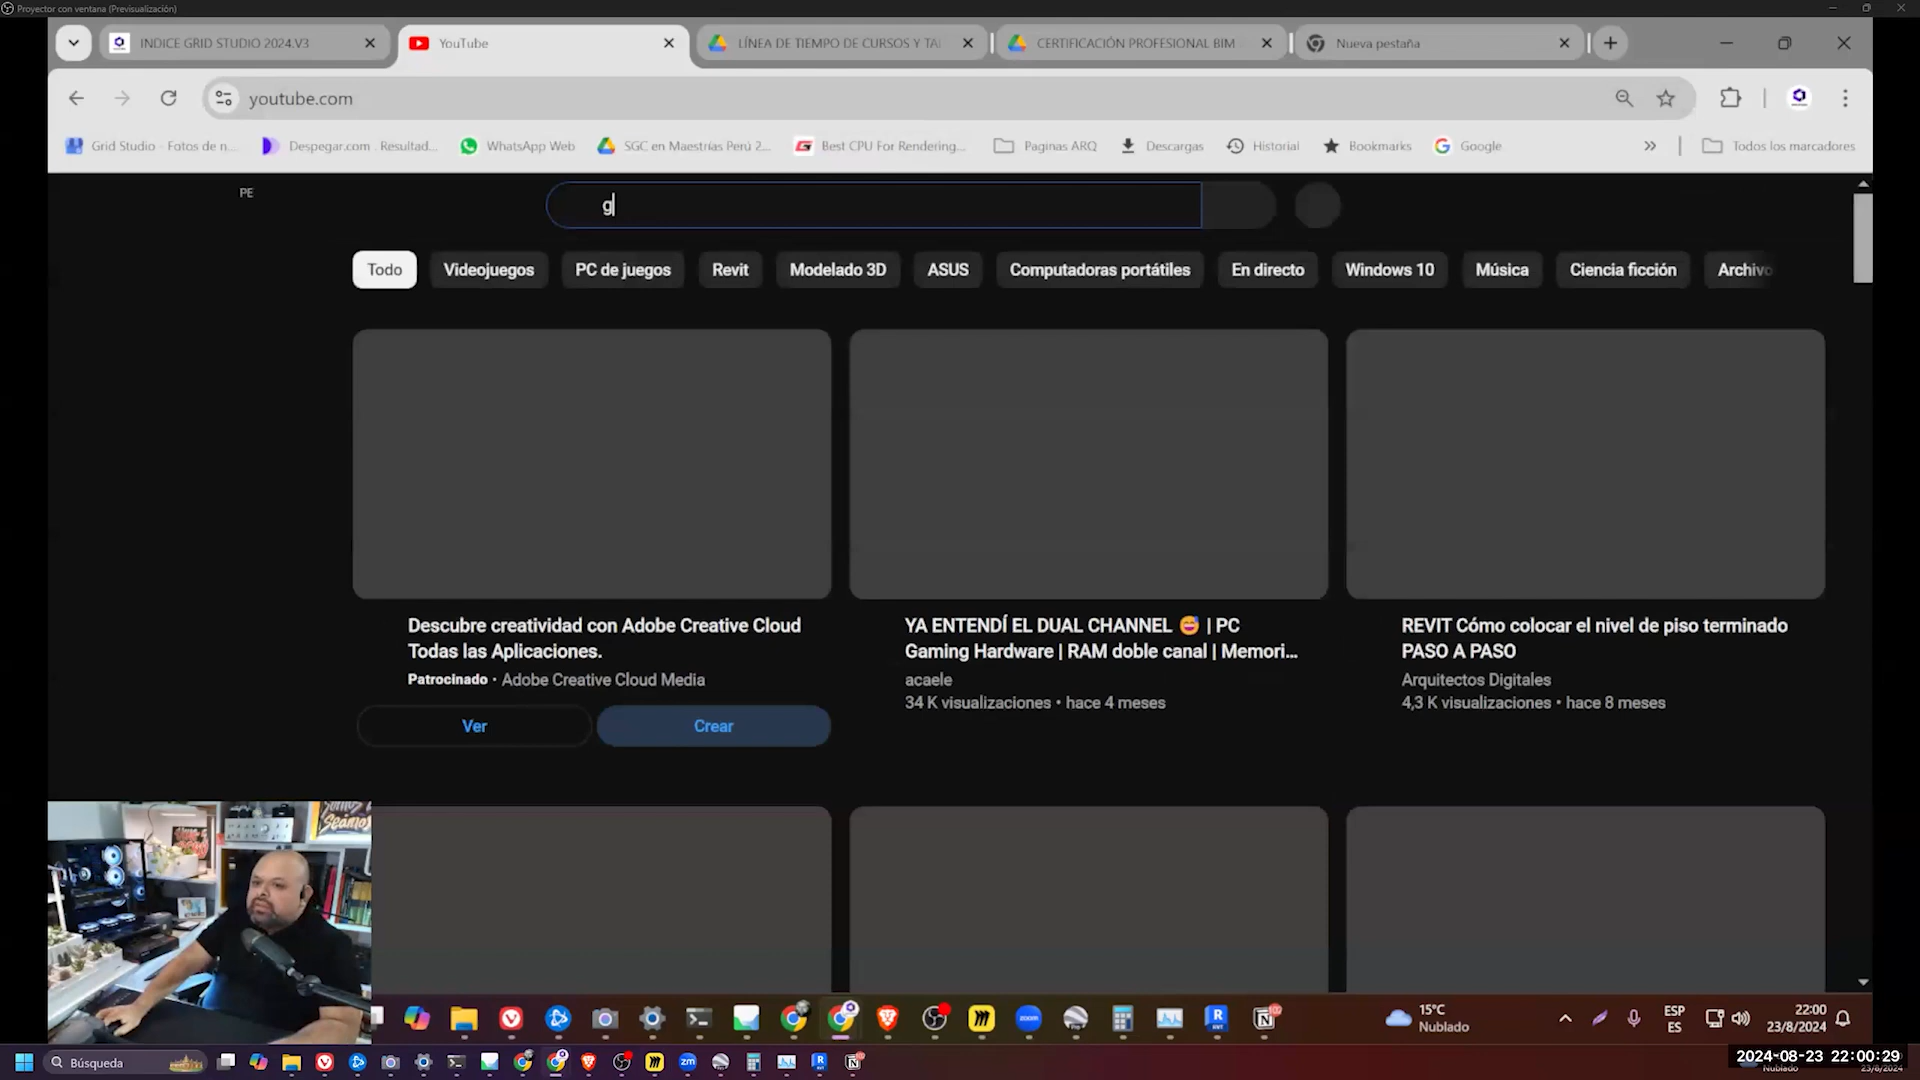 Proyector con ventana (Previsualización)
INDICE GRID STUDIO 2024.V3
YouTube
LÍNEA DE TIEMPO DE CURSOS Y TAI
CERTIFICACIÓN PROFESIONAL BIM
Nueva pestaña
youtube.com
Grid Studio - Fotos de n...
Despegar.com . Resultad...
WhatsApp Web
SGC en Maestrías Perú 2...
Best CPU For Rendering...
Paginas ARQ
Descargas
Historial
Bookmarks
Google
Todos los marcadores
PE
g
Todo
Videojuegos
PC de juegos
Revit
Modelado 3D
ASUS
Computadoras portátiles
En directo
Windows 10
Música
Ciencia ficción
Archivo
Descubre creatividad con Adobe Creative Cloud
Todas las Aplicaciones.
Patrocinado · Adobe Creative Cloud Media
Ver
Crear
YA ENTENDÍ EL DUAL CHANNEL 😅 | PC
Gaming Hardware | RAM doble canal | Memori...
acaele
34 K visualizaciones • hace 4 meses
REVIT Cómo colocar el nivel de piso terminado
PASO A PASO
Arquitectos Digitales
4,3 K visualizaciones • hace 8 meses
Seámos
15°C
Nublado
ESP
ES
22:00
23/8/2024
Búsqueda
2024-08-23 22:00:29
Nublado
23/8/2024